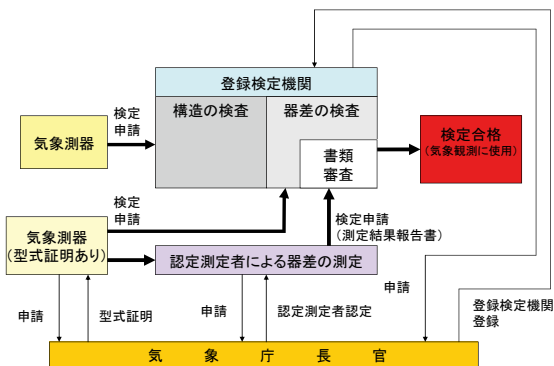 登録検定機関
構造の検査
器差の検査
検定
申請
気象測器
書類
審査
検定合格
(気象観測に使用)
検定
申請
気象測器
(型式証明あり)
検定申請
(測定結果報告書)
認定測定者による器差の測定
申請
型式証明
申請
認定測定者認定
申請
登録検定機関
登録
気象庁長官